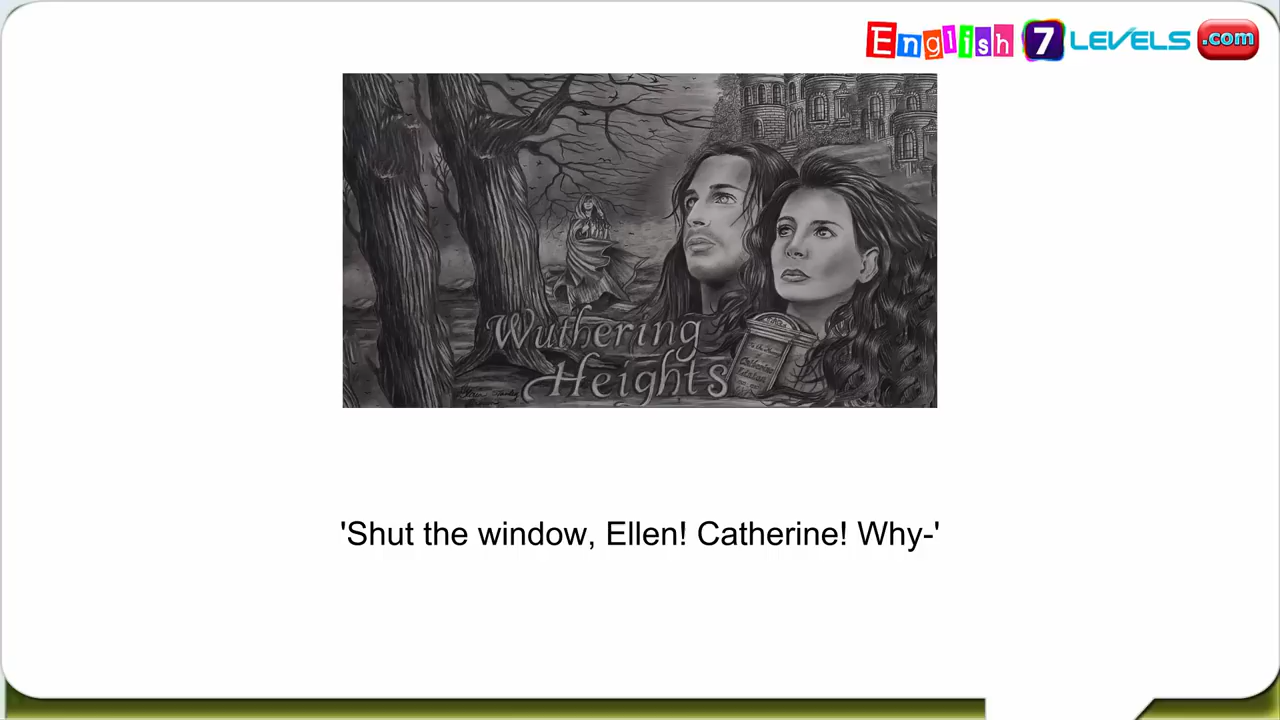 English 7 LEVELS .com
Wuthering
Heights
'Shut the window, Ellen! Catherine! Why-'